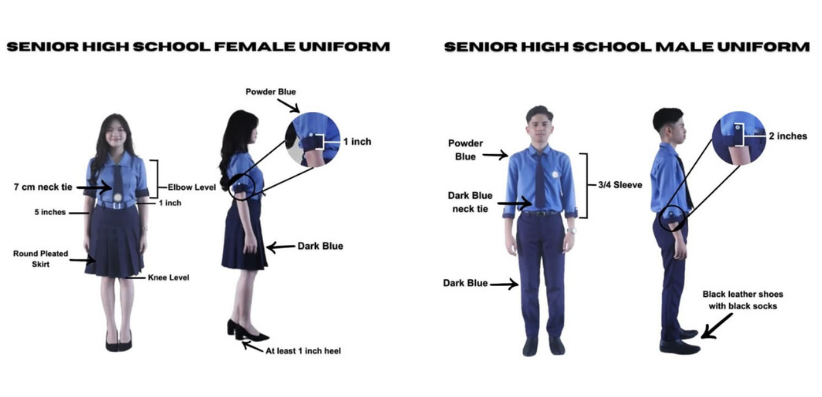 SENIOR HIGH SCHOOL FEMALE UNIFORM
Powder Blue
1 inch
7 cm neck tie
Elbow Level
1 inch
5 inches
Dark Blue
Round Pleated
Skirt
Knee Level
At least 1 inch heel
SENIOR HIGH SCHOOL MALE UNIFORM
2 inches
Powder
Blue
3/4 Sleeve
Dark Blue
neck tie
Dark Blue
Black leather shoes
with black socks